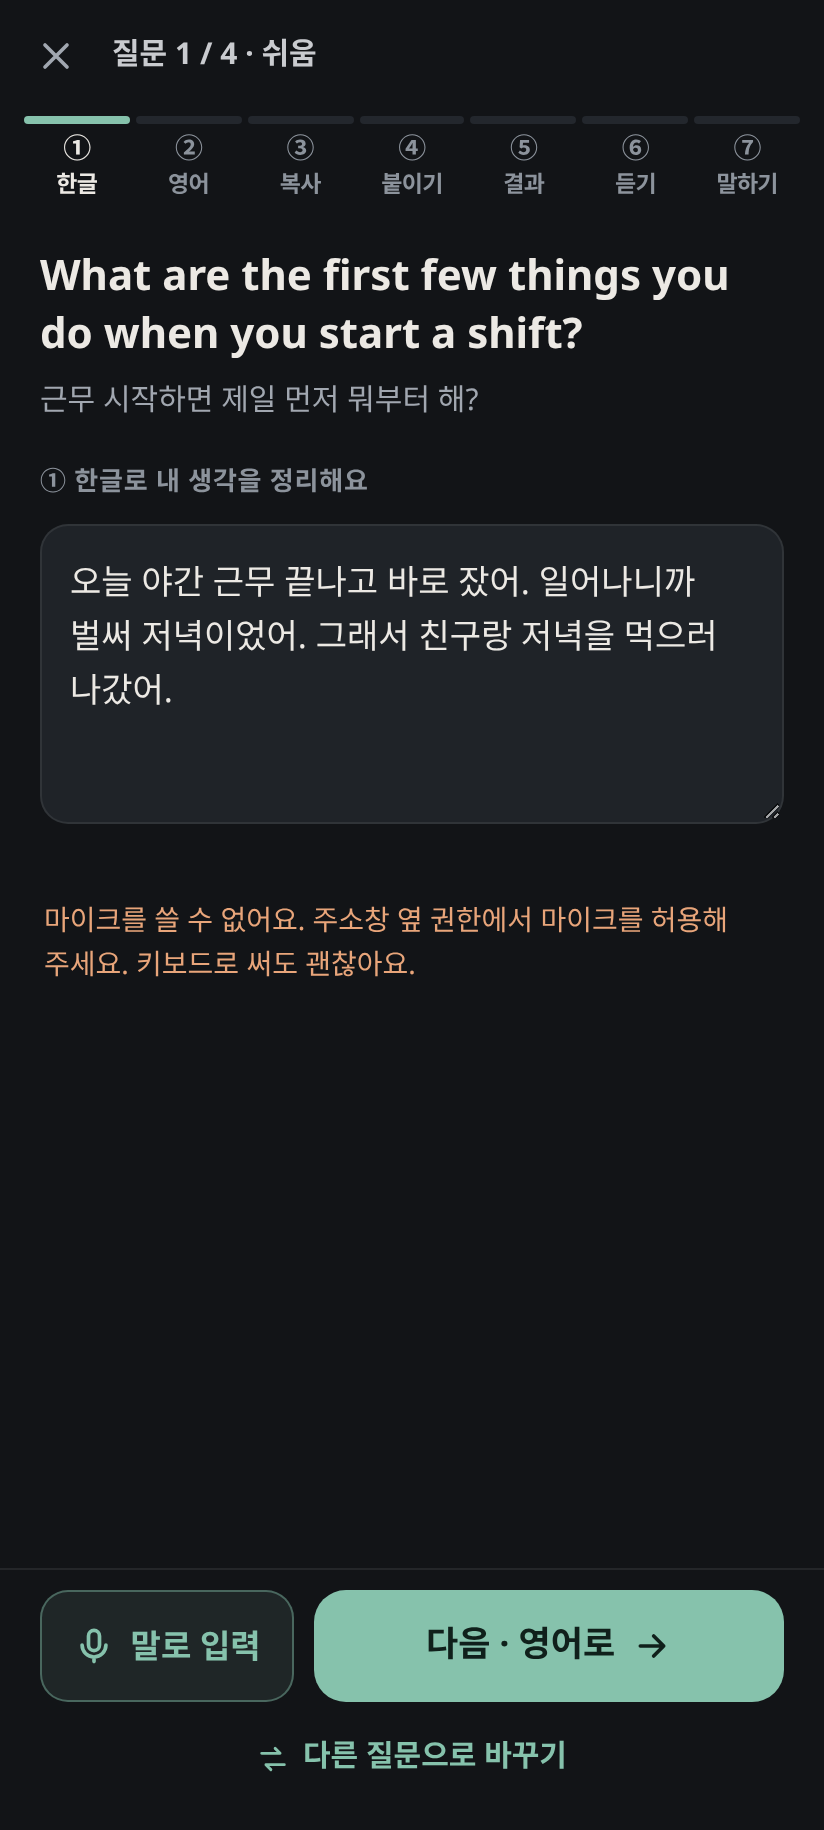 질문 1 / 4 · 쉬움
① ② ③ ④ ⑤ ⑥ ⑦
한글 영어 복사 붙이기 결과 듣기 말하기
What are the first few things you
do when you start a shift?
근무 시작하면 제일 먼저 뭐부터 해?
① 한글로 내 생각을 정리해요
오늘 야간 근무 끝나고 바로 잤어. 일어나니까
벌써 저녁이었어. 그래서 친구랑 저녁을 먹으러
나갔어.
마이크를 쓸 수 없어요. 주소창 옆 권한에서 마이크를 허용해
주세요. 키보드로 써도 괜찮아요.
말로 입력
다음 · 영어로 →
다른 질문으로 바꾸기